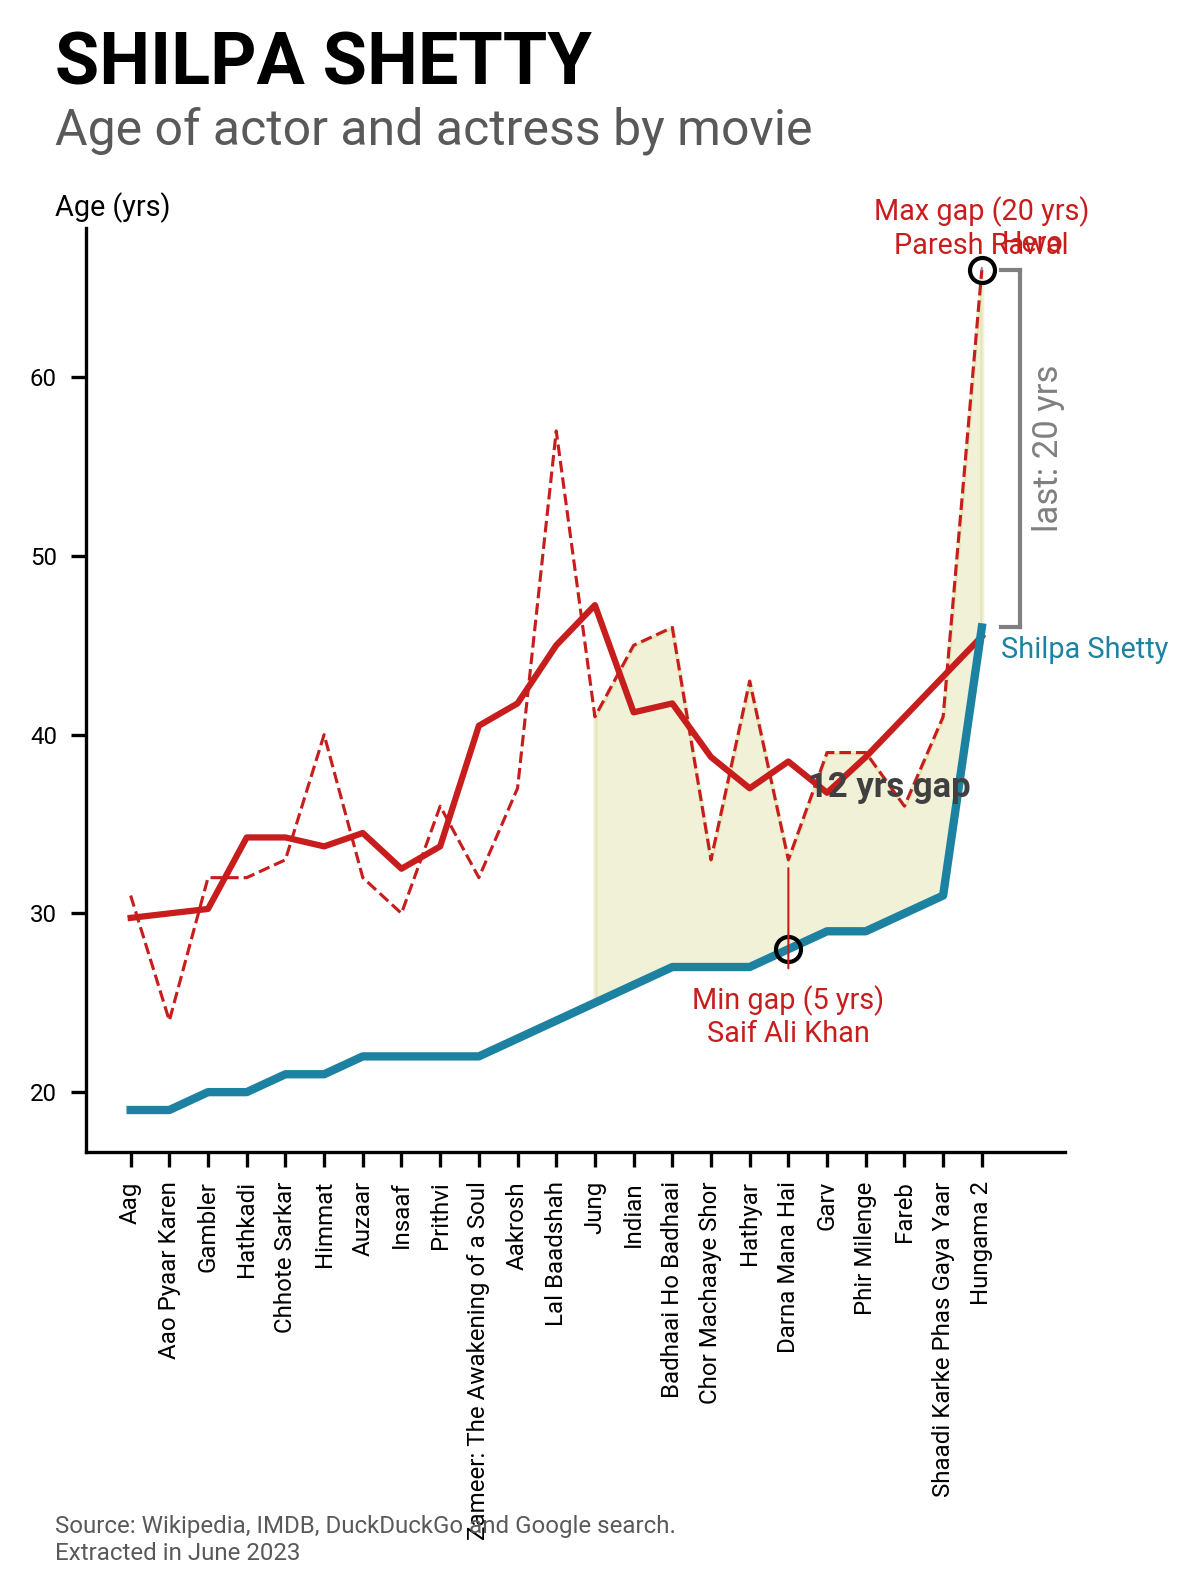 SHILPA SHETTY
Age of actor and actress by movie
Age (yrs)
Max gap (20 yrs)
Paresh Rawal
Hero
60
50
40
30
20
last: 20 yrs
Shilpa Shetty
12 yrs gap
Min gap (5 yrs)
Saif Ali Khan
Aag
Aao Pyaar Karen
Gambler
Hathkadi
Chhote Sarkar
Himmat
Auzaar
Insaaf
Prithvi
Zameer: The Awakening of a Soul
Aakrosh
Lal Baadshah
Jung
Indian
Badhaai Ho Badhaai
Chor Machaaye Shor
Hathyar
Darna Mana Hai
Garv
Phir Milenge
Fareb
Shaadi Karke Phas Gaya Yaar
Hungama 2
Source: Wikipedia, IMDB, DuckDuckGo and Google search.
Extracted in June 2023